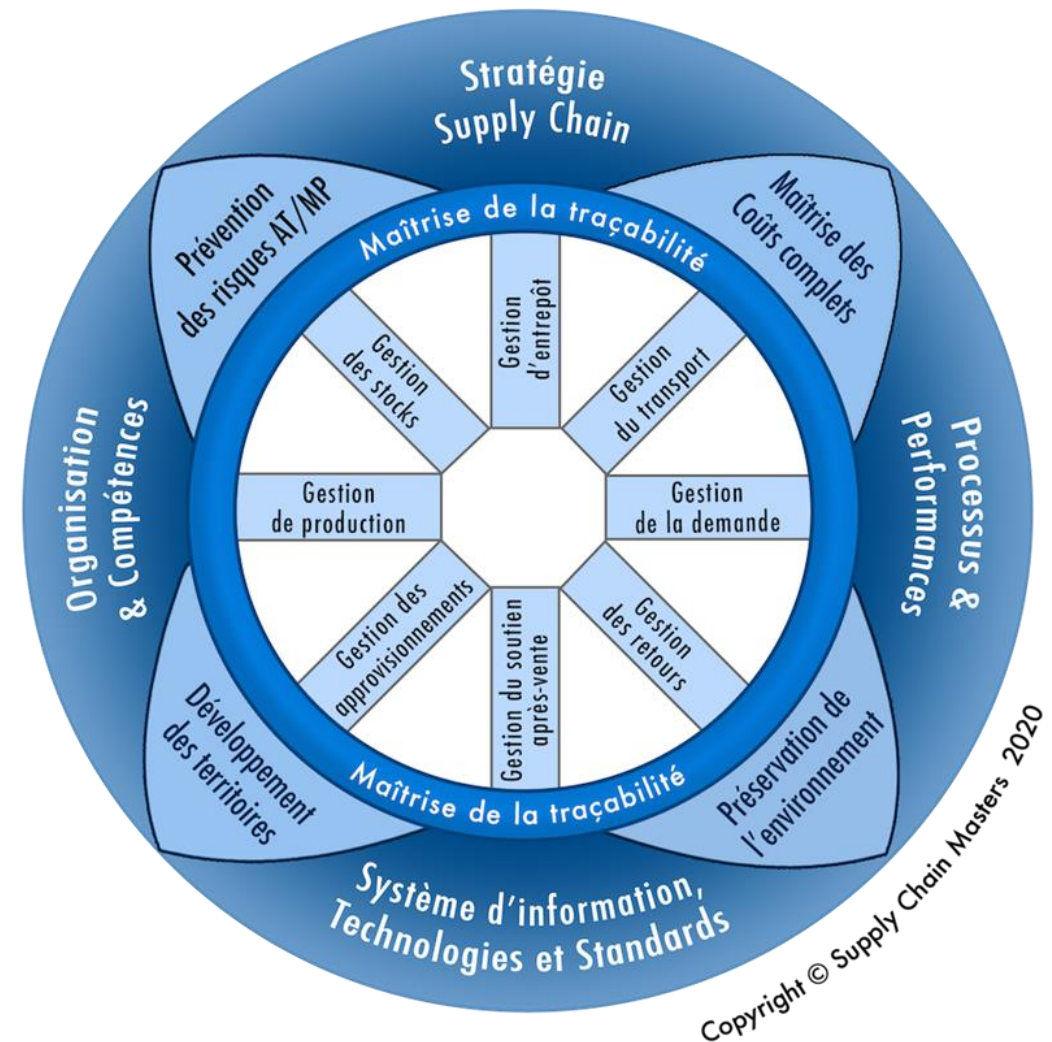 Stratégie
Supply Chain
Prévention
des risques AT/MP
Maîtrise des
Coûts complets
Maîtrise de la traçabilité
Gestion
d'entrepôt
Gestion
des stocks
Gestion
du transport
Organisation
& Compétences
Gestion
de production
Gestion
de la demande
Processus &
Performances
Gestion des
approvisionnements
Gestion du soutien
après-vente
Gestion
des retours
Maîtrise de la traçabilité
Développement
des territoires
Préservation de
l'environnement
Système d'information,
Technologies et Standards
Copyright © Supply Chain Masters 2020